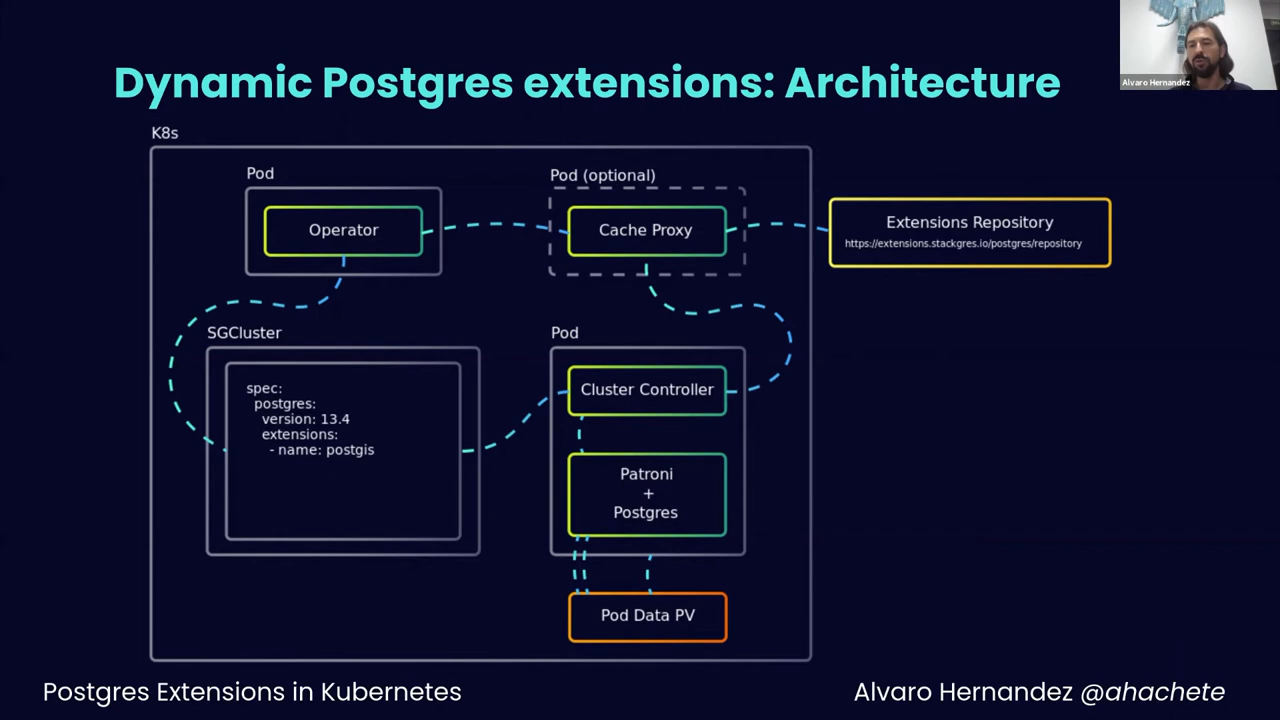 Dynamic Postgres extensions: Architecture
Alvaro Hernandez
K8s
Pod
Operator
Pod (optional)
Cache Proxy
Extensions Repository
https://extensions.stackgres.io/postgres/repository
SGCluster
spec:
postgres:
version: 13.4
extensions:
- name: postgis
Pod
Cluster Controller
Patroni
+
Postgres
Pod Data PV
Postgres Extensions in Kubernetes
Alvaro Hernandez @ahachete